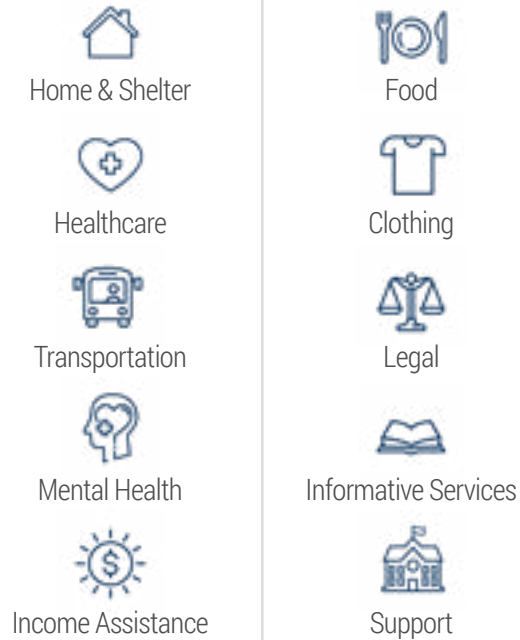 Home & Shelter
Food
Healthcare
Clothing
Transportation
Legal
Mental Health
Informative Services
$
Income Assistance
Support